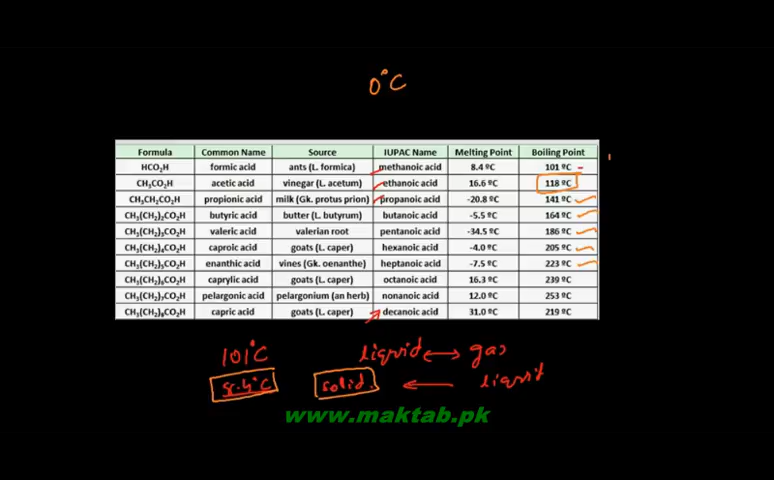 0°C
Formula Common Name Source IUPAC Name Melting Point Boiling Point
HCO₂H formic acid ants (L. formica) methanoic acid 8.4 ºC 101 ºC
CH₃CO₂H acetic acid vinegar (L. acetum) ethanoic acid 16.6 ºC 118 ºC
CH₃CH₂CO₂H propionic acid milk (Gk. protus prion) propanoic acid -20.8 ºC 141 ºC
CH₃(CH₂)₂CO₂H butyric acid butter (L. butyrum) butanoic acid -5.5 ºC 164 ºC
CH₃(CH₂)₃CO₂H valeric acid valerian root pentanoic acid -34.5 ºC 186 ºC
CH₃(CH₂)₄CO₂H caproic acid goats (L. caper) hexanoic acid -4.0 ºC 205 ºC
CH₃(CH₂)₅CO₂H enanthic acid vines (Gk. oenanthe) heptanoic acid -7.5 ºC 223 ºC
CH₃(CH₂)₆CO₂H caprylic acid goats (L. caper) octanoic acid 16.3 ºC 239 ºC
CH₃(CH₂)₇CO₂H pelargonic acid pelargonium (an herb) nonanoic acid 12.0 ºC 253 ºC
CH₃(CH₂)₈CO₂H capric acid goats (L. caper) decanoic acid 31.0 ºC 219 ºC
101°C liquid ↔ gas
8.4°C solid. ← liquid
www.maktab.pk